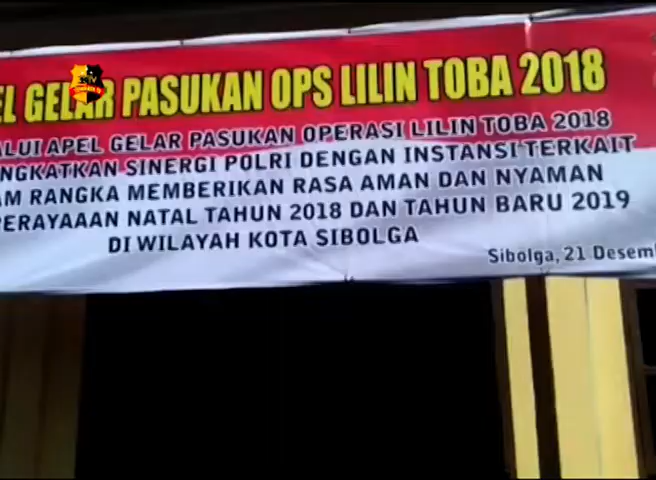 GELAR PASUKAN OPS LILIN TOBA 2018
ALUI APEL GELAR PASUKAN OPERASI LILIN TOBA 2018
NGKATKAN SINERGI POLRI DENGAN INSTANSI TERKAIT
AM RANGKA MEMBERIKAN RASA AMAN DAN NYAMAN
PERAYAAN NATAL TAHUN 2018 DAN TAHUN BARU 2019
DI WILAYAH KOTA SIBOLGA
Sibolga, 21 Desem